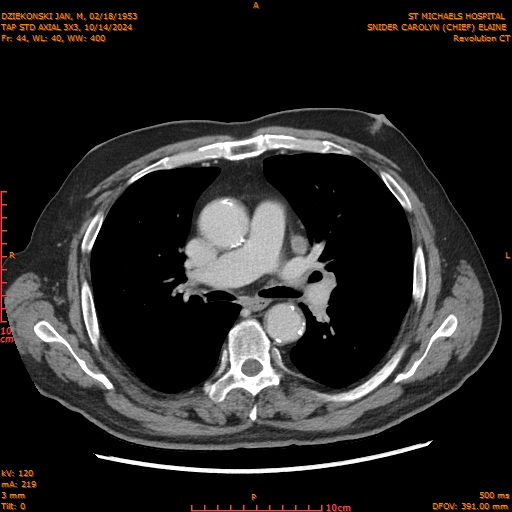 A
DZIEKONSKI JAN, M, 02/18/1953
TAP STD AXIAL 3X3, 10/14/2024
Fr: 44, WL: 40, WW: 400
ST MICHAELS HOSPITAL
SNIDER CAROLYN (CHIEF) ELAINE
Revolution CT
R
L
10
cm
kV: 120
mA: 219
3 mm
Tilt: 0
P
10cm
500 ms
DFOV: 391.00 mm